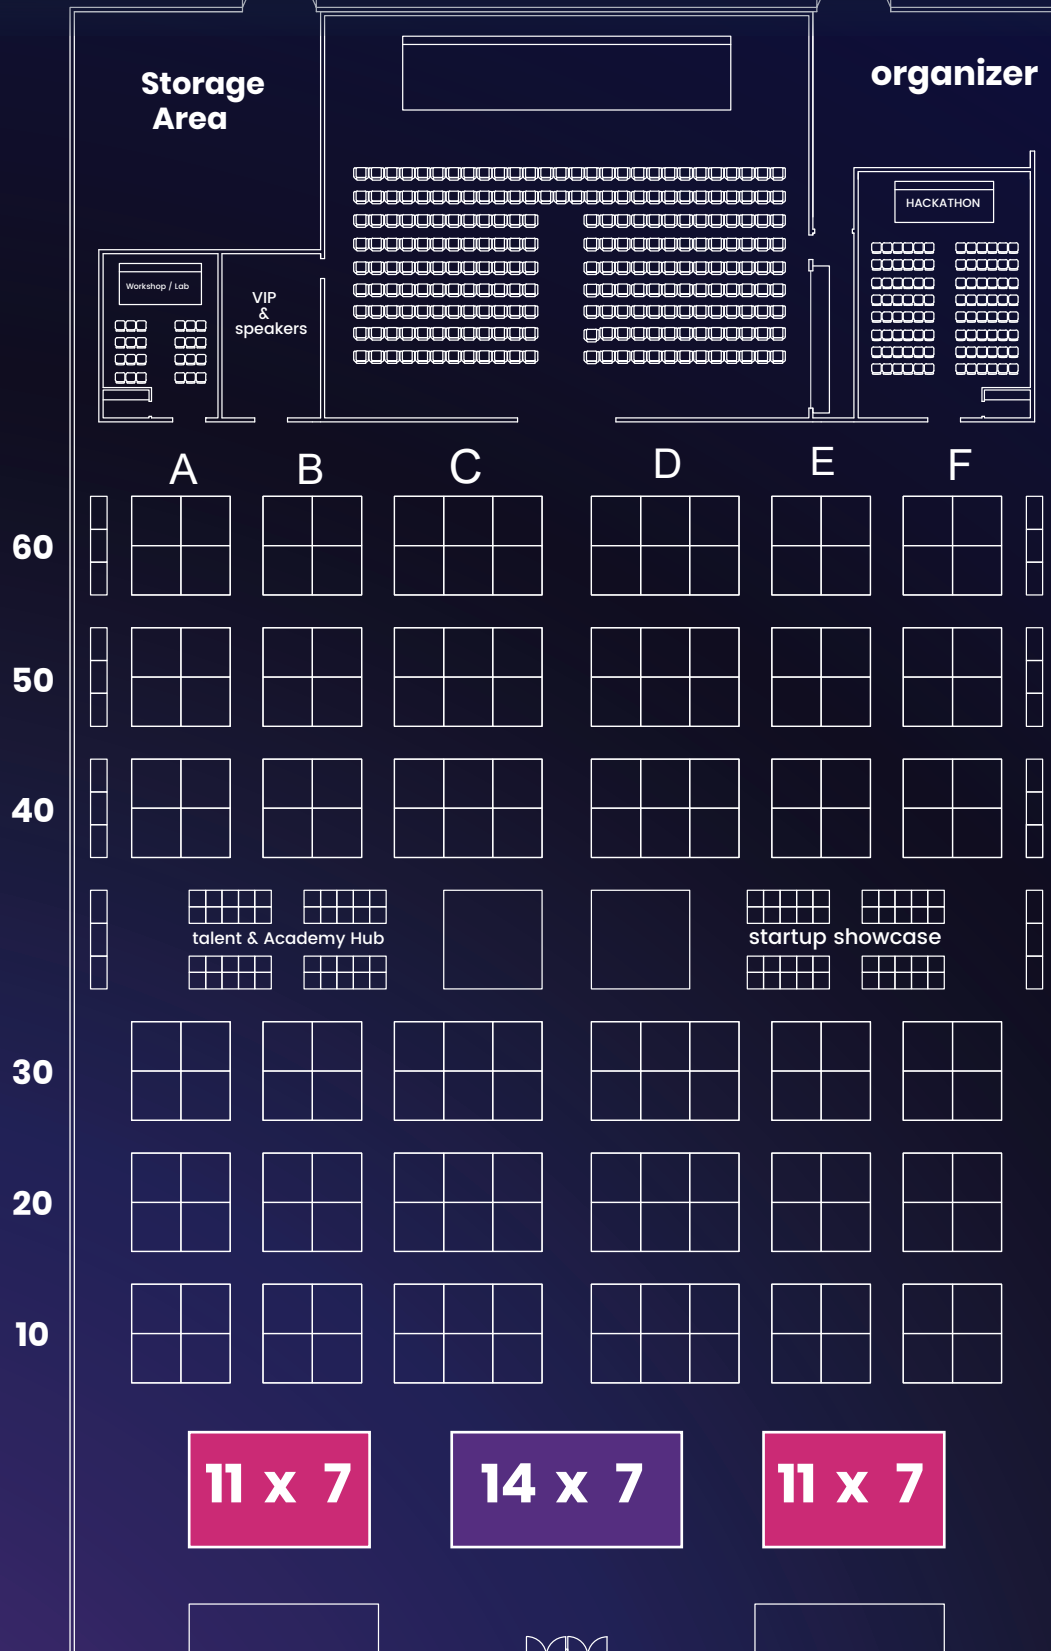 Storage
Area
organizer
HACKATHON
Workshop / Lab
VIP
&
speakers
A B C D E F
60
50
40
talent & Academy Hub
startup showcase
30
20
10
11 x 7
14 x 7
11 x 7